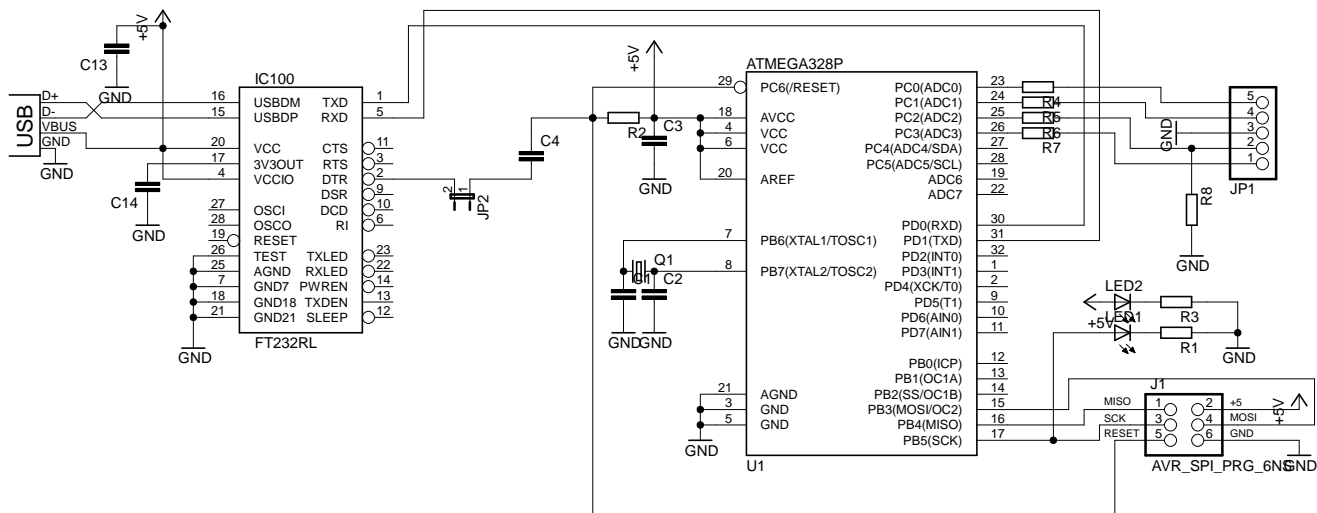 +5V
C13
GND
USB
D+
D-
VBUS
GND
GND
C14
GND
IC100
16 USBDM TXD 1
15 USBDP RXD 5
20 VCC CTS 11
17 3V3OUT RTS 3
4 VCCIO DTR 2
DSR 9
27 OSCI DCD 10
28 OSCO RI 6
19 RESET
26 TEST TXLED 23
25 AGND RXLED 22
7 GND7 PWREN 14
18 GND18 TXDEN 13
21 GND21 SLEEP 12
FT232RL
GND
2 1
JP2
C4
R2
+5V
C3
GND
Q1
C1 C2
GND GND
GND
ATMEGA328P
29 PC6(/RESET) PC0(ADC0) 23
PC1(ADC1) 24
18 AVCC PC2(ADC2) 25
4 VCC PC3(ADC3) 26
6 VCC PC4(ADC4/SDA) 27
PC5(ADC5/SCL) 28
20 AREF ADC6 19
ADC7 22
PD0(RXD) 30
7 PB6(XTAL1/TOSC1) PD1(TXD) 31
PD2(INT0) 32
8 PB7(XTAL2/TOSC2) PD3(INT1) 1
PD4(XCK/T0) 2
PD5(T1) 9
PD6(AIN0) 10
PD7(AIN1) 11
PB0(ICP) 12
PB1(OC1A) 13
21 AGND PB2(SS/OC1B) 14
3 GND PB3(MOSI/OC2) 15
5 GND PB4(MISO) 16
PB5(SCK) 17
U1
R4
R5
R6
R7
GND
5
4
3
2
1
JP1
R8
GND
LED2
R3
+5V
LED1
R1
GND
J1
MISO 1 2 +5
SCK 3 4 MOSI
RESET 5 6 GND
+5V
AVR_SPI_PRG_6NS
GND